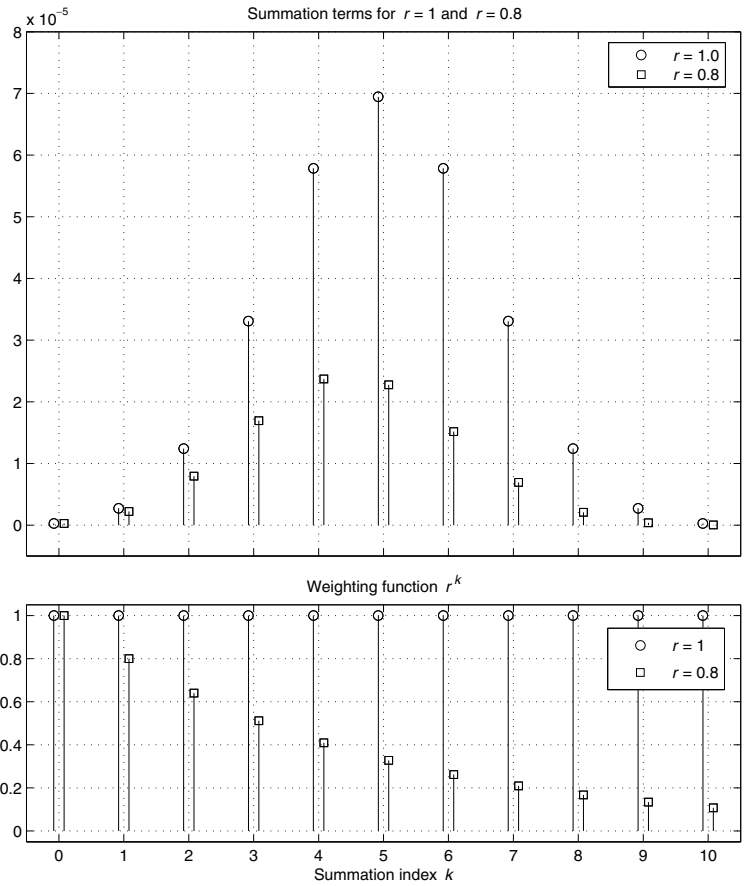 Summation terms for r = 1 and r = 0.8
x 10⁻⁵
8
7
6
5
4
3
2
1
0
r = 1.0
r = 0.8
Weighting function r^k
1
0.8
0.6
0.4
0.2
0
r = 1
r = 0.8
0 1 2 3 4 5 6 7 8 9 10
Summation index k